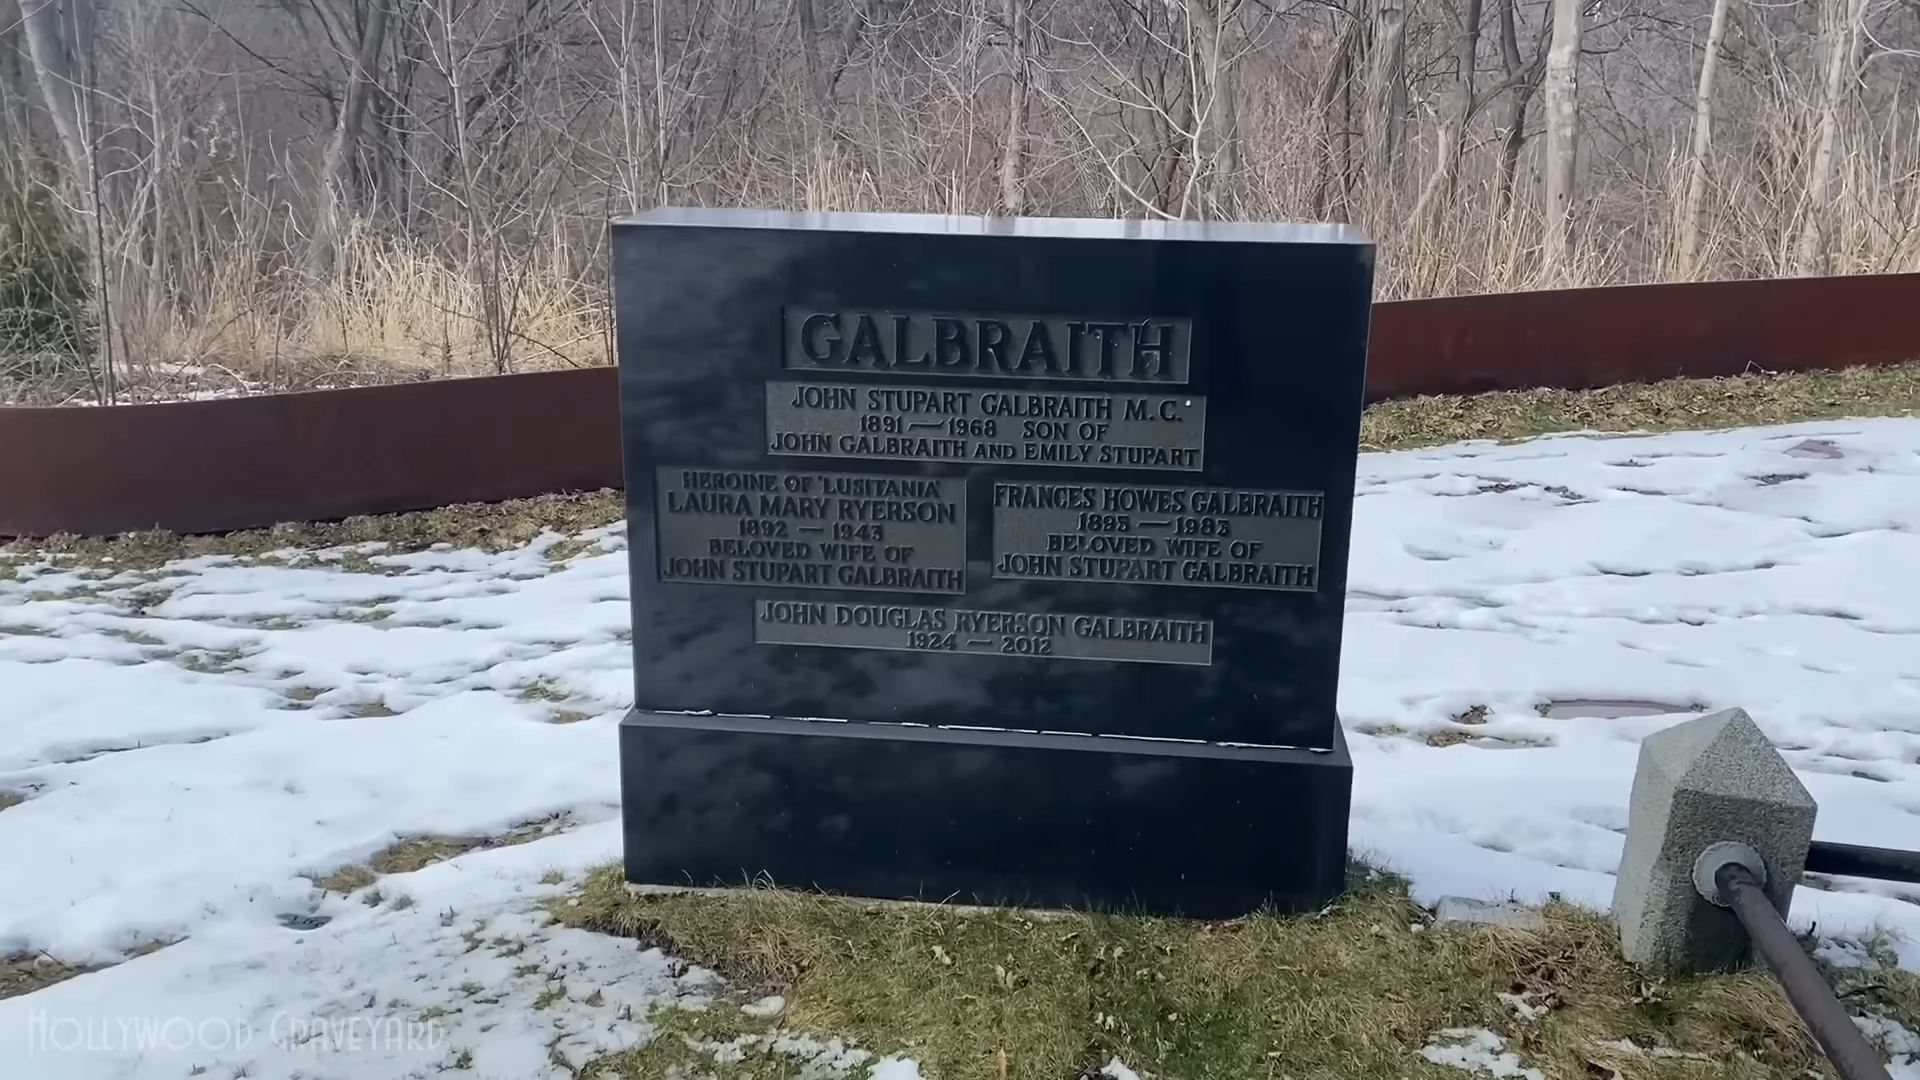 GALBRAITH
JOHN STUPART GALBRAITH M.C.
1891 — 1968 SON OF
JOHN GALBRAITH AND EMILY STUPART
HEROINE OF 'LUSITANIA'
LAURA MARY RYERSON
1892 — 1943
BELOVED WIFE OF
JOHN STUPART GALBRAITH
FRANCES HOWES GALBRAITH
1895 — 1983
BELOVED WIFE OF
JOHN STUPART GALBRAITH
JOHN DOUGLAS RYERSON GALBRAITH
1924 — 2012
HOLLYWOOD GRAVEYARD